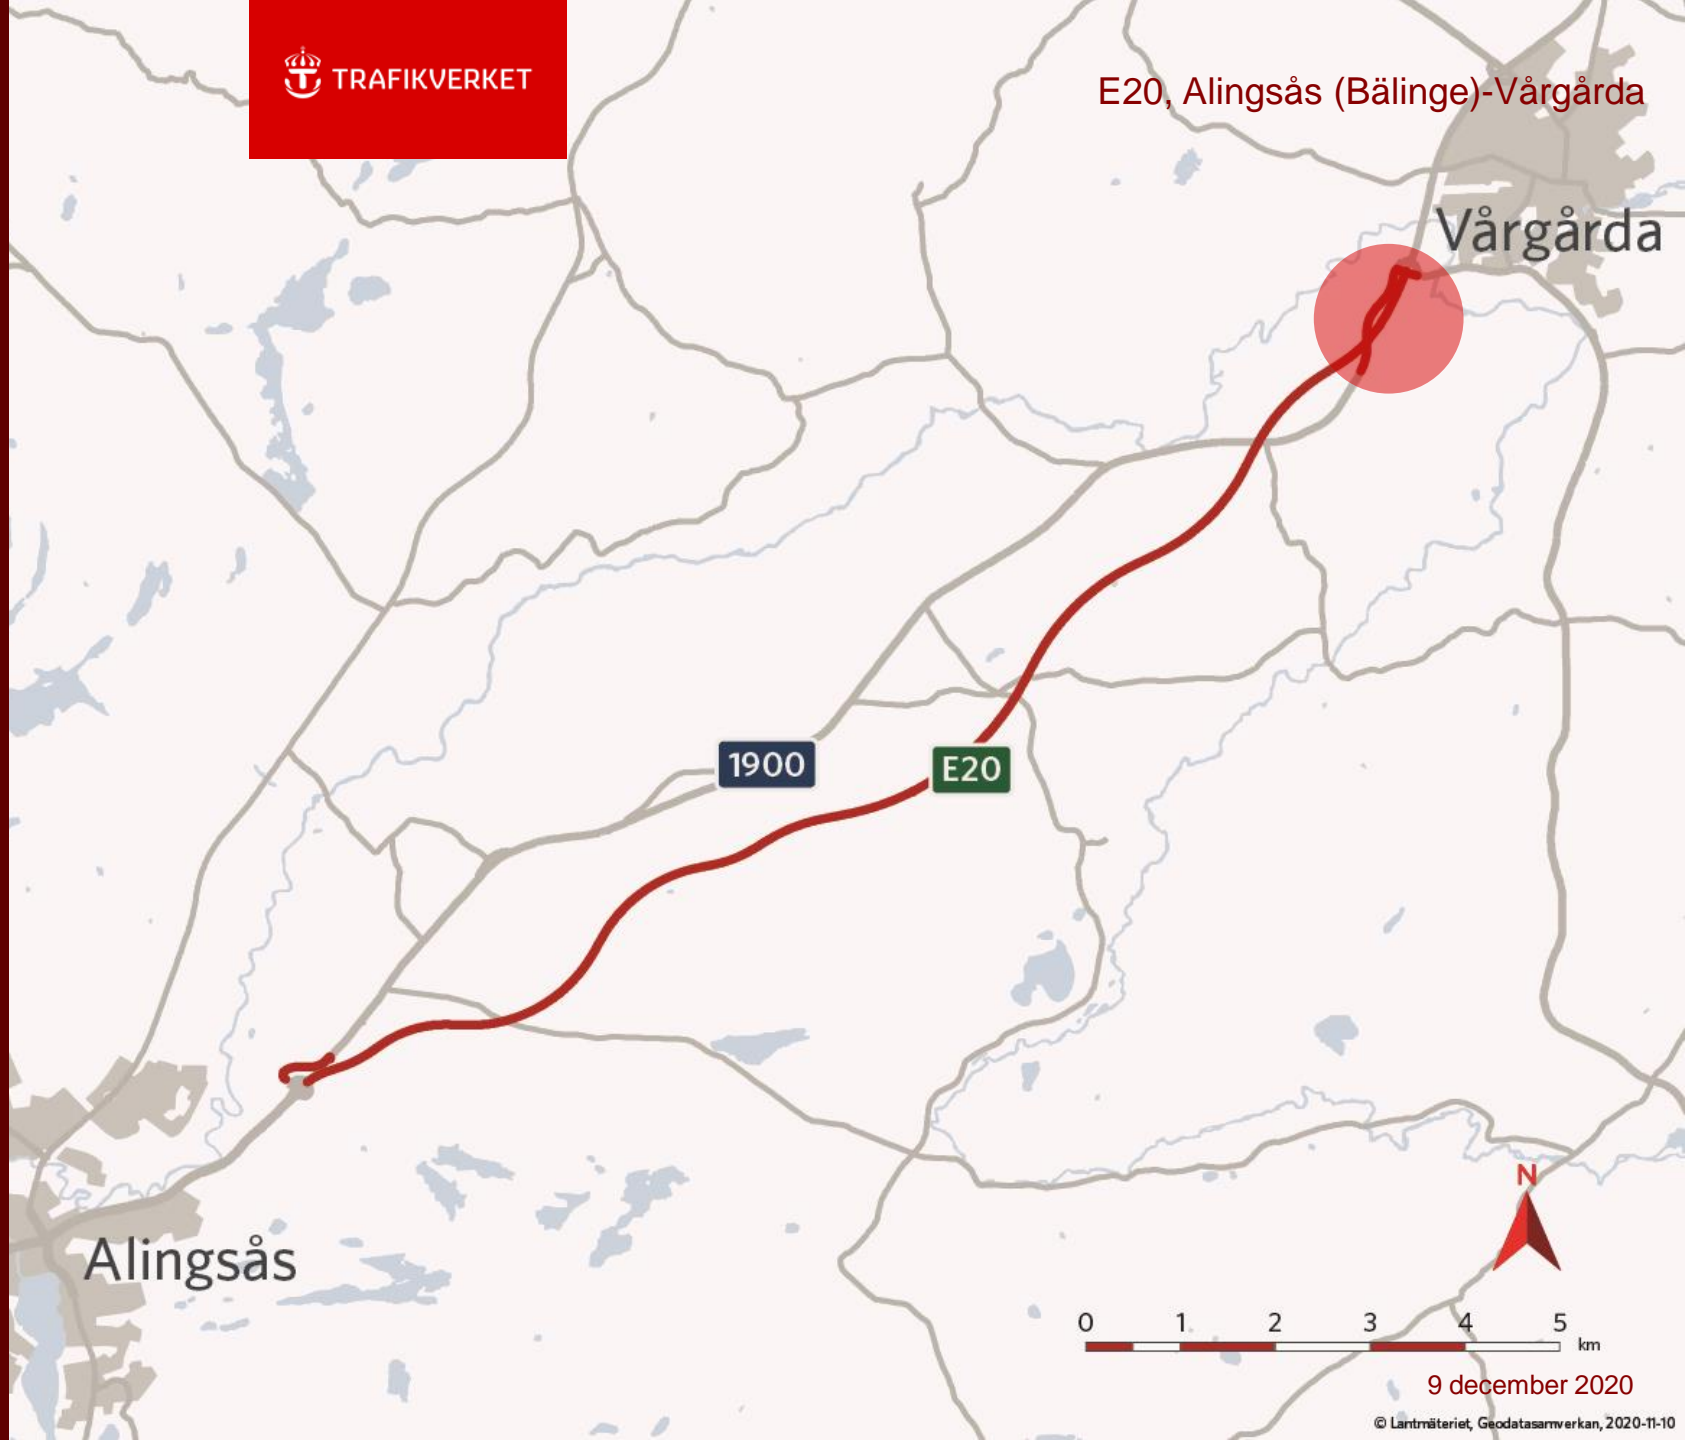 TRAFIKVERKET
E20, Alingsås (Bälinge)-Vårgårda
Vårgårda
1900
E20
Alingsås
N
0 1 2 3 4 5
km
9 december 2020
© Lantmäteriet, Geodatasamverkan, 2020-11-10